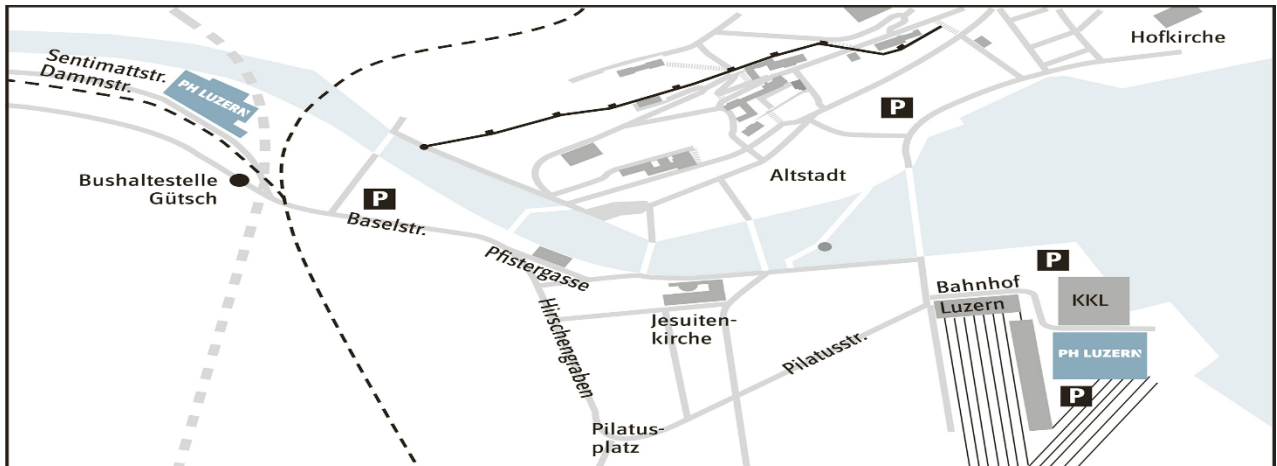 Hofkirche
Sentimattstr.
Dammstr.
PH LUZERN
P
Bushaltestelle
Gütsch
P
Baselstr.
Altstadt
Pfistergasse
Hirschengraben
Jesuiten-
kirche
Pilatusstr.
Pilatus-
platz
P
Bahnhof
Luzern
KKL
PH LUZERN
P